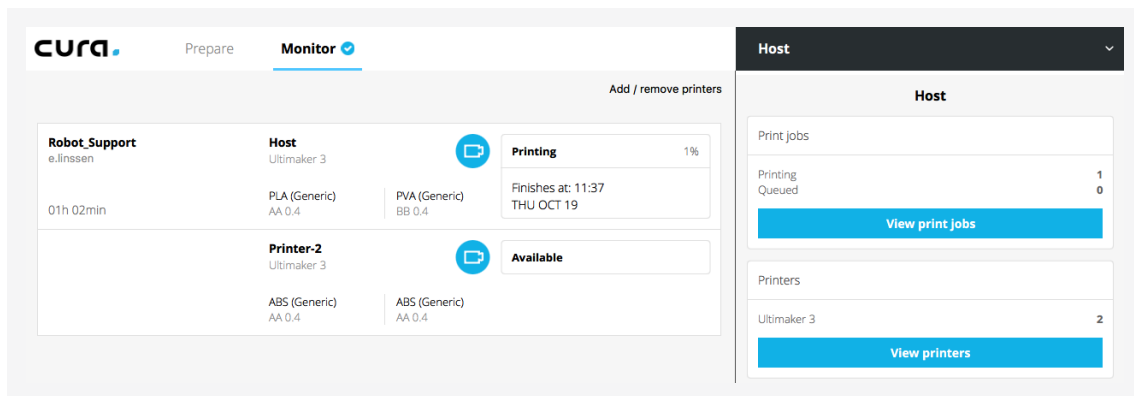 cura.
Prepare
Monitor
Host
Add / remove printers
Robot_Support
e.linssen
01h 02min
Host
Ultimaker 3
PLA (Generic)
AA 0.4
PVA (Generic)
BB 0.4
Printing 1%
Finishes at: 11:37
THU OCT 19
Printer-2
Ultimaker 3
ABS (Generic)
AA 0.4
ABS (Generic)
AA 0.4
Available
Host
Print jobs
Printing 1
Queued 0
View print jobs
Printers
Ultimaker 3 2
View printers